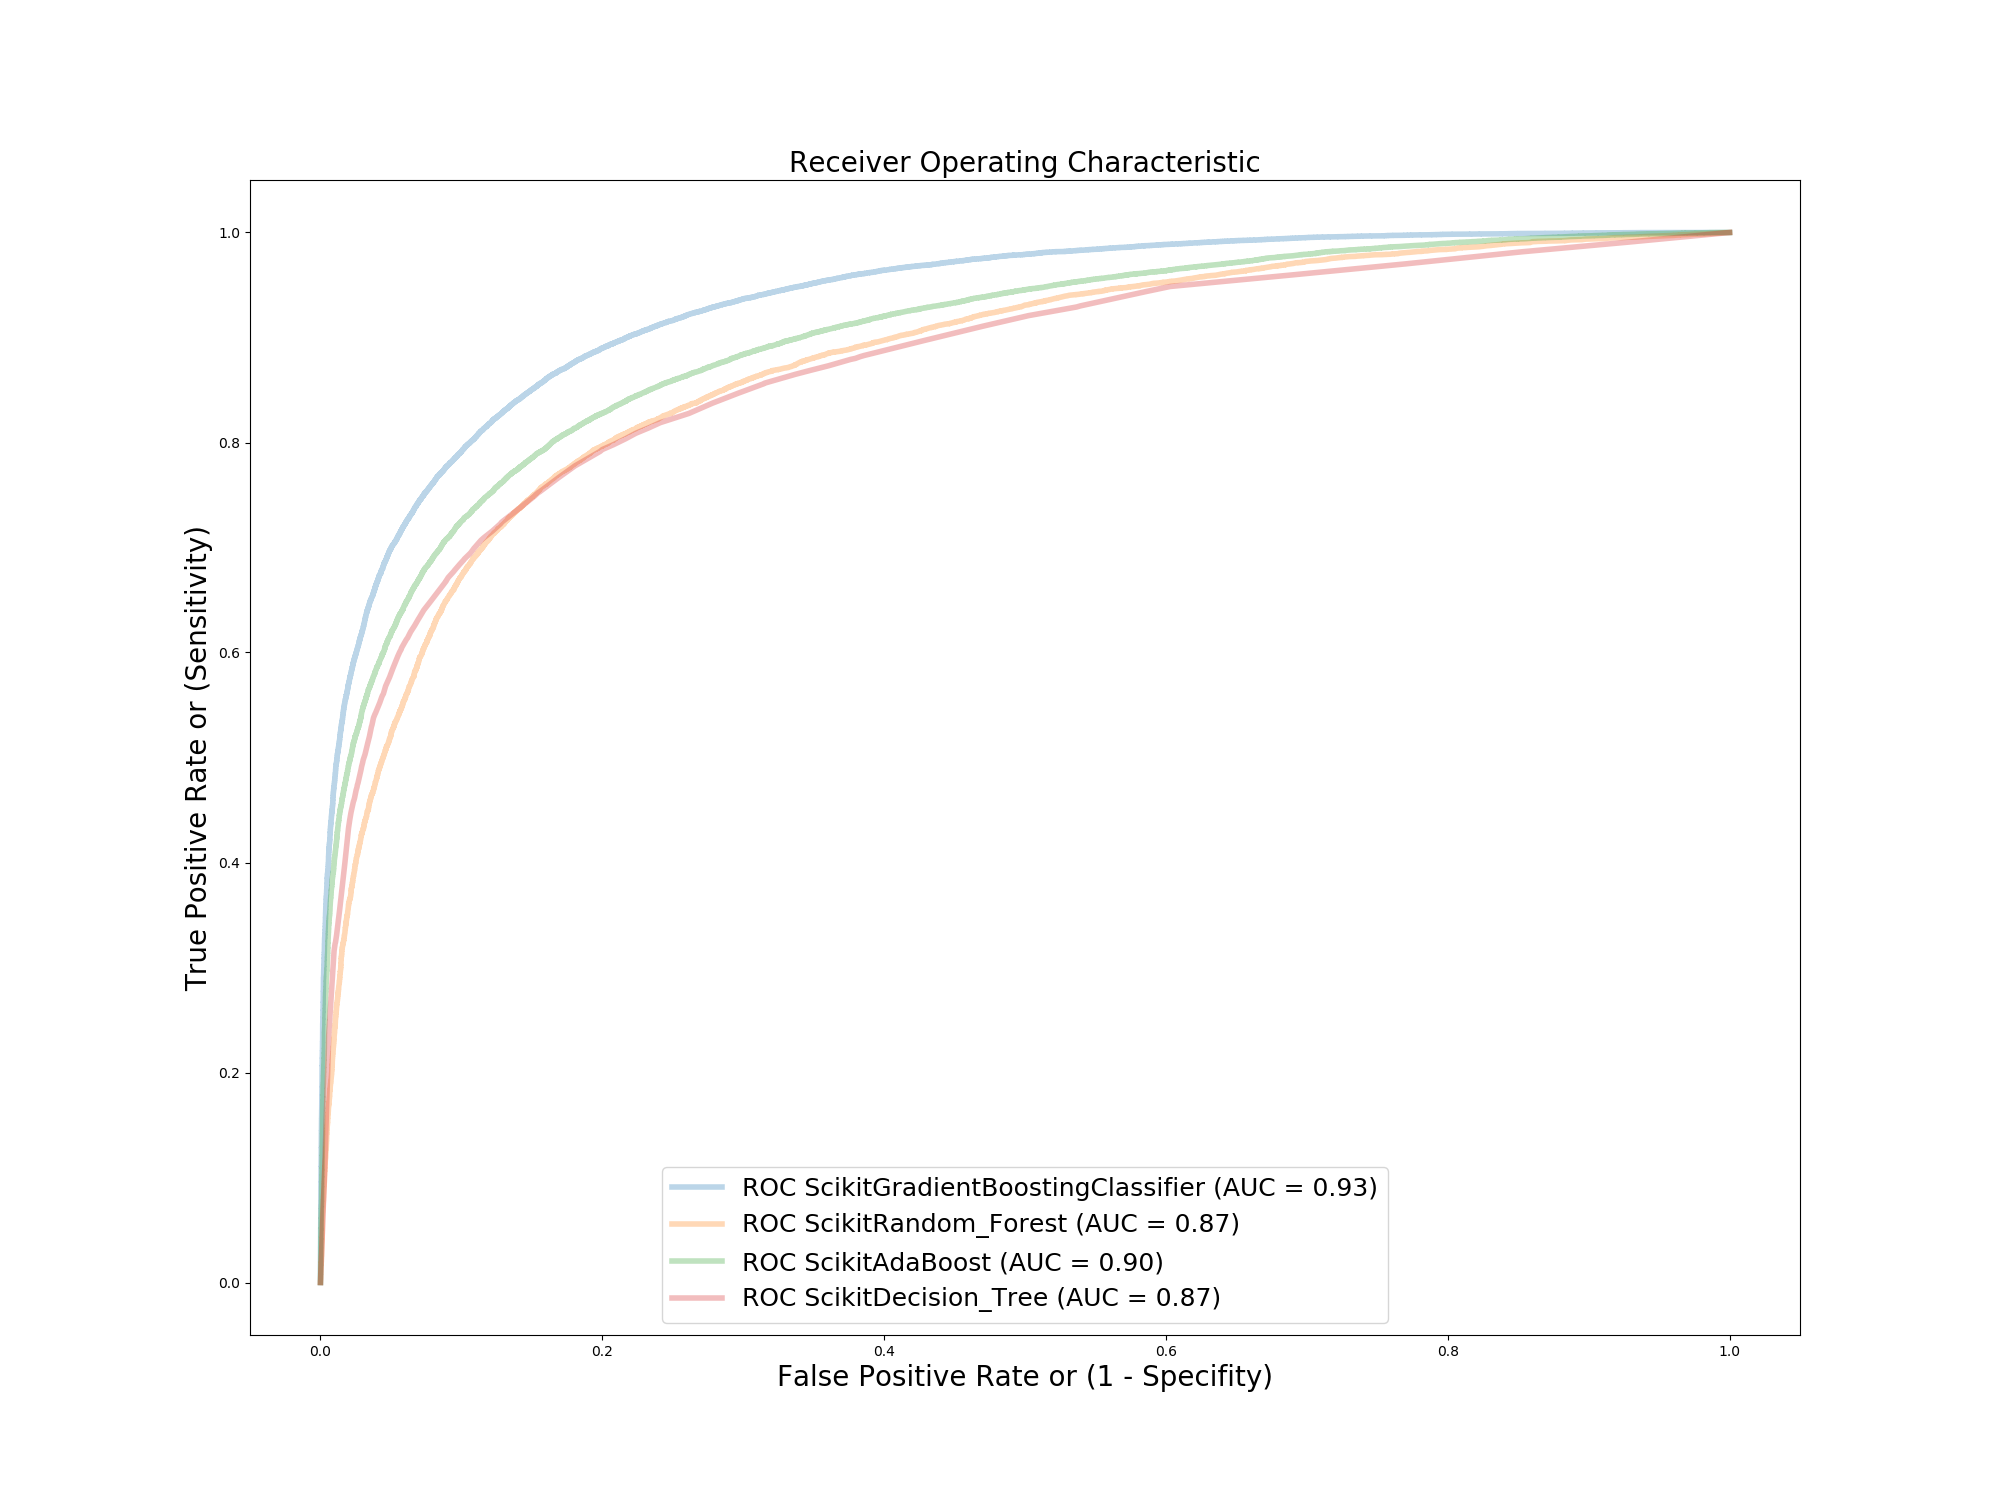 Receiver Operating Characteristic
1.0
0.8
0.6
0.4
0.2
0.0
True Positive Rate or (Sensitivity)
ROC ScikitGradientBoostingClassifier (AUC = 0.93)
ROC ScikitRandom_Forest (AUC = 0.87)
ROC ScikitAdaBoost (AUC = 0.90)
ROC ScikitDecision_Tree (AUC = 0.87)
0.0 0.2 0.4 0.6 0.8 1.0
False Positive Rate or (1 - Specifity)